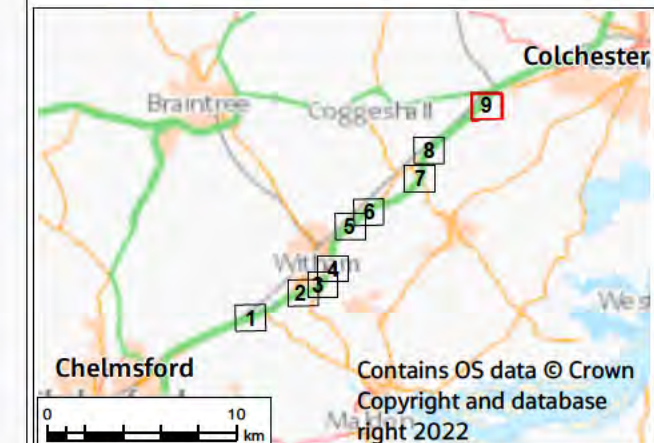 Colchester
Braintree
Coggeshall
9
8
7
6
5
Witham
4
3
2
1
Chelmsford
Contains OS data © Crown
Copyright and database
right 2022
0 10
km